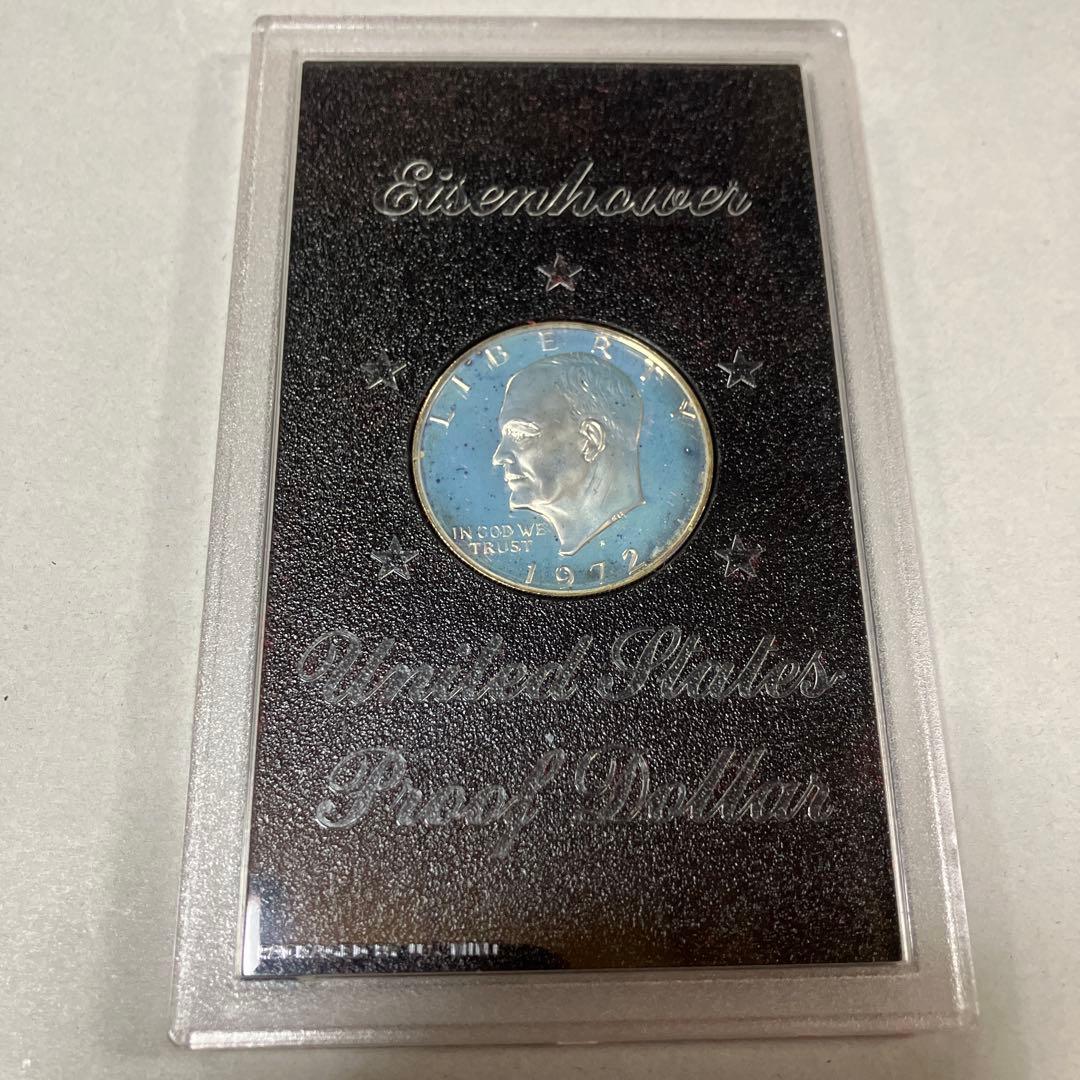 Eisenhower
LIBERTY
IN GOD WE
TRUST
1972
United States
Proof Dollar